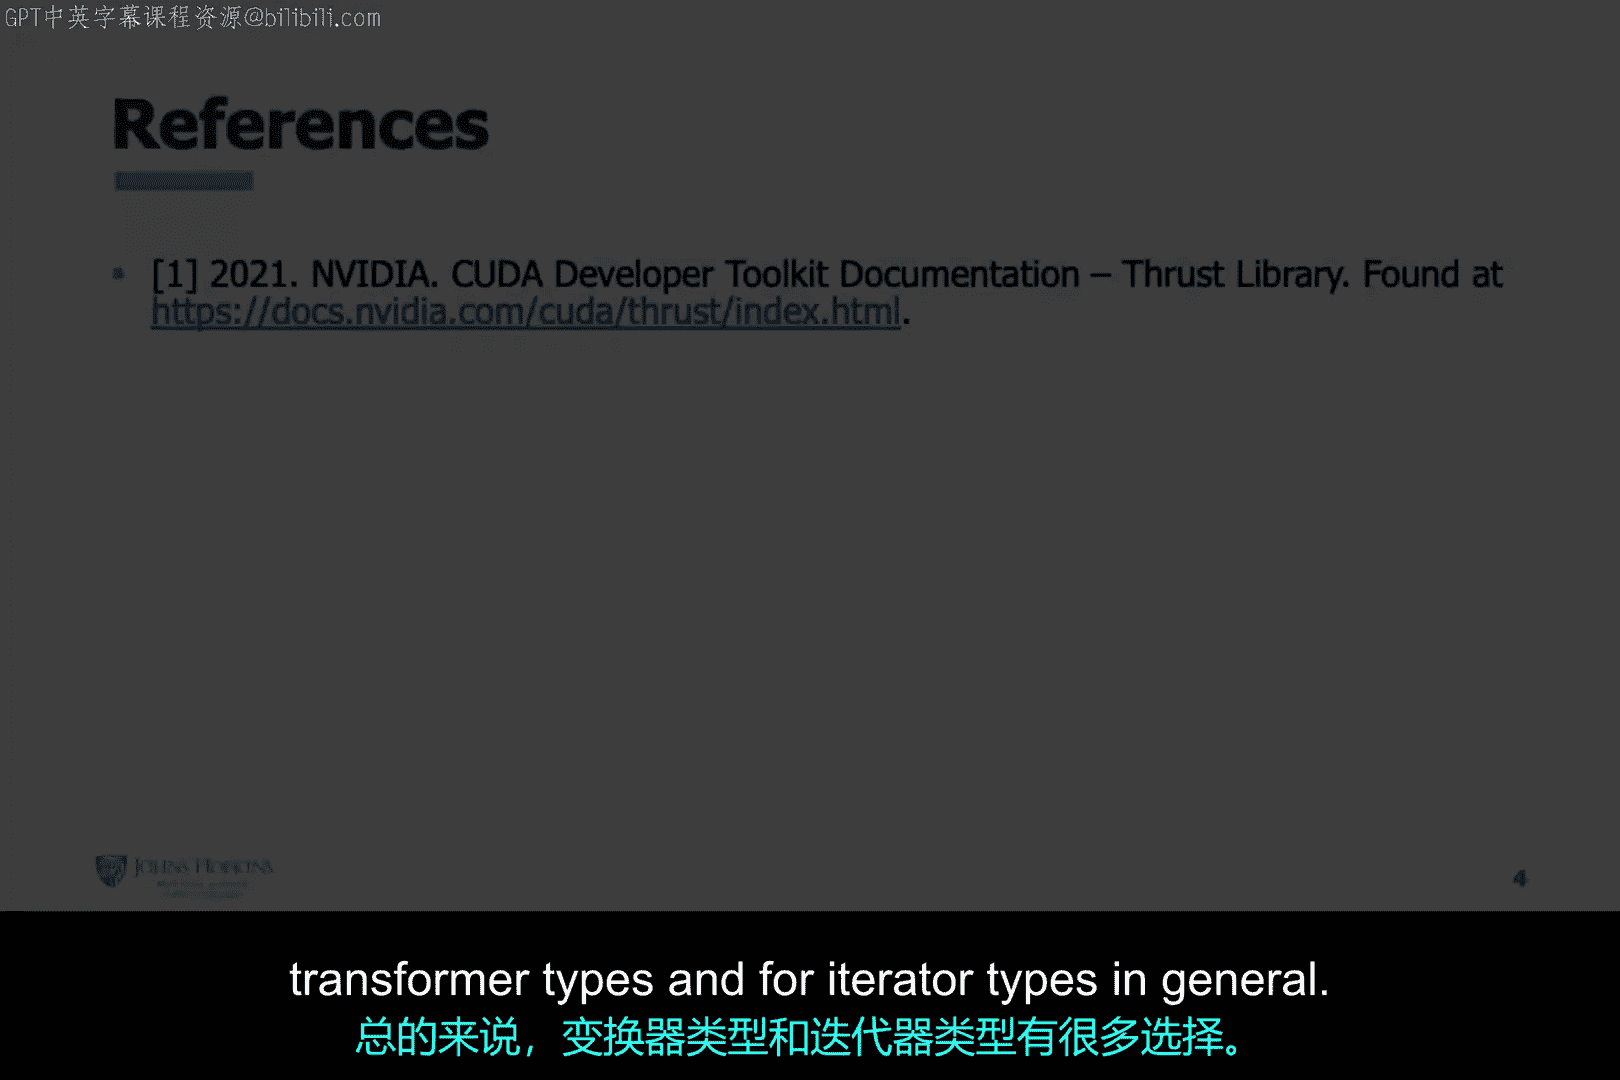 GPT中英字幕课程资源@bilibili.com
References
[1] 2021. NVIDIA. CUDA Developer Toolkit Documentation – Thrust Library. Found at
https://docs.nvidia.com/cuda/thrust/index.html.
JOHNS HOPKINS
4
transformer types and for iterator types in general.
总的来说，变换器类型和迭代器类型有很多选择。